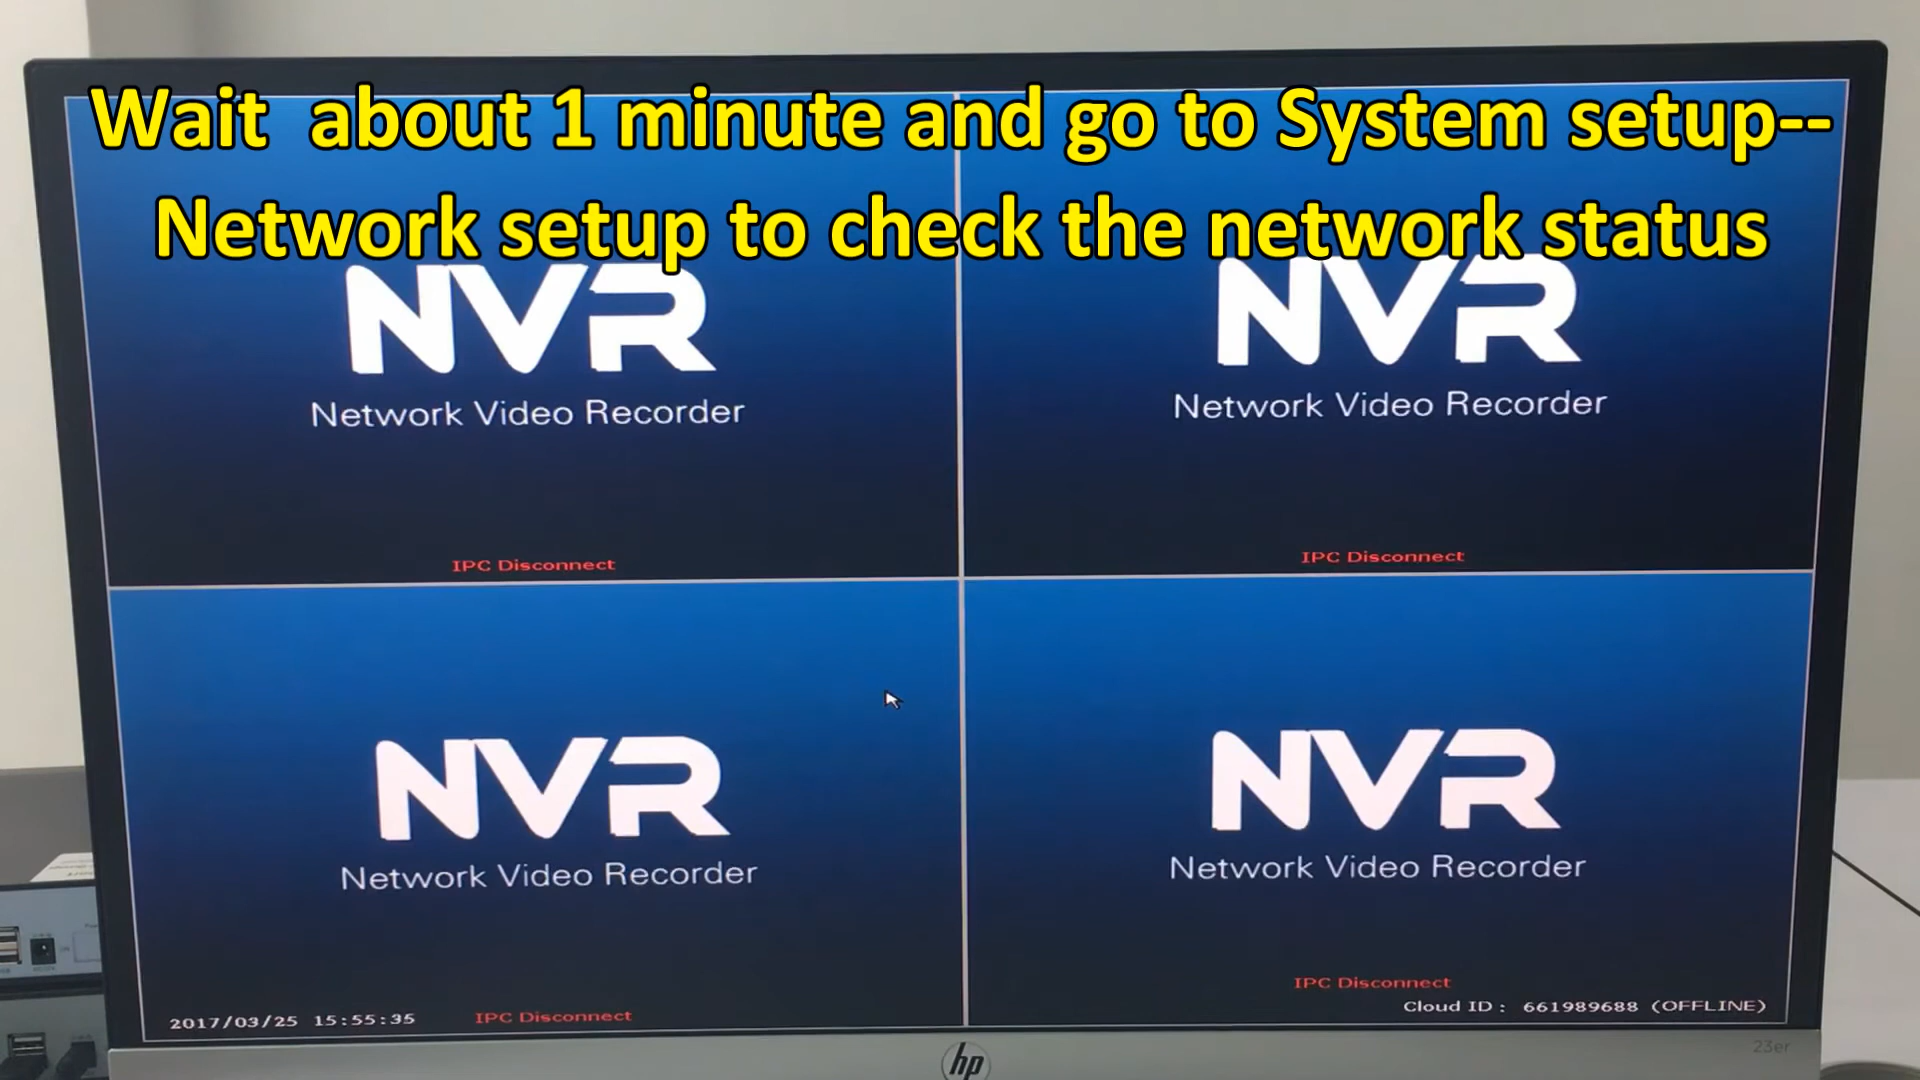 Wait  about 1 minute and go to System setup--
Network setup to check the network status
NVR
Network Video Recorder
IPC Disconnect
NVR
Network Video Recorder
IPC Disconnect
NVR
Network Video Recorder
2017/03/25 15:55:35
IPC Disconnect
NVR
Network Video Recorder
IPC Disconnect
Cloud ID : 661989688 (OFFLINE)
hp
23er